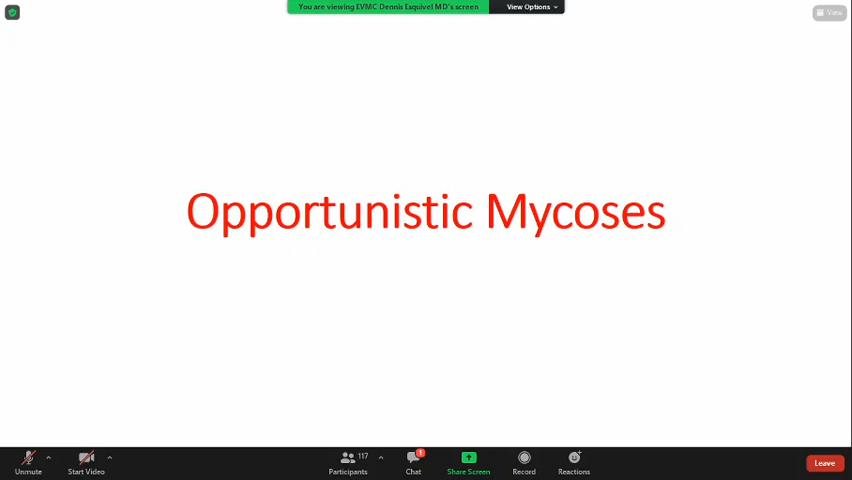 You are viewing EVMC Dennis Esquivel MD's screen
View Options
View
Opportunistic Mycoses
Unmute
Start Video
117
Participants
1
Chat
Share Screen
Record
Reactions
Leave